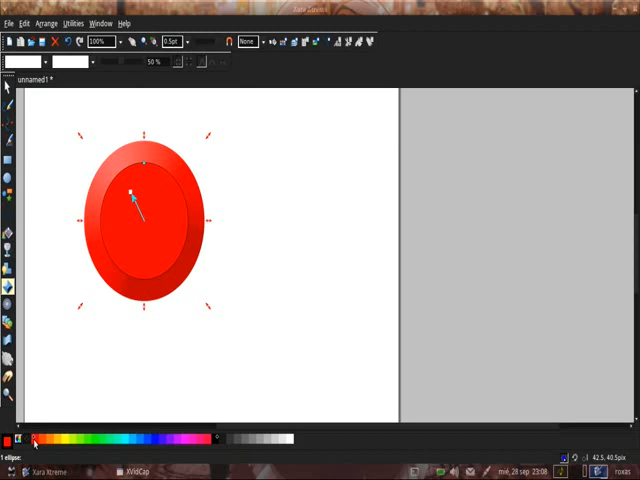 Xara Xtreme
File Edit Arrange Utilities Window Help
100% 0.5pt None
50 %
unnamed1 *
1 ellipse: 42.5, 40.5pix
Xara Xtreme XVidCap mié, 28 sep 23:08 roxas